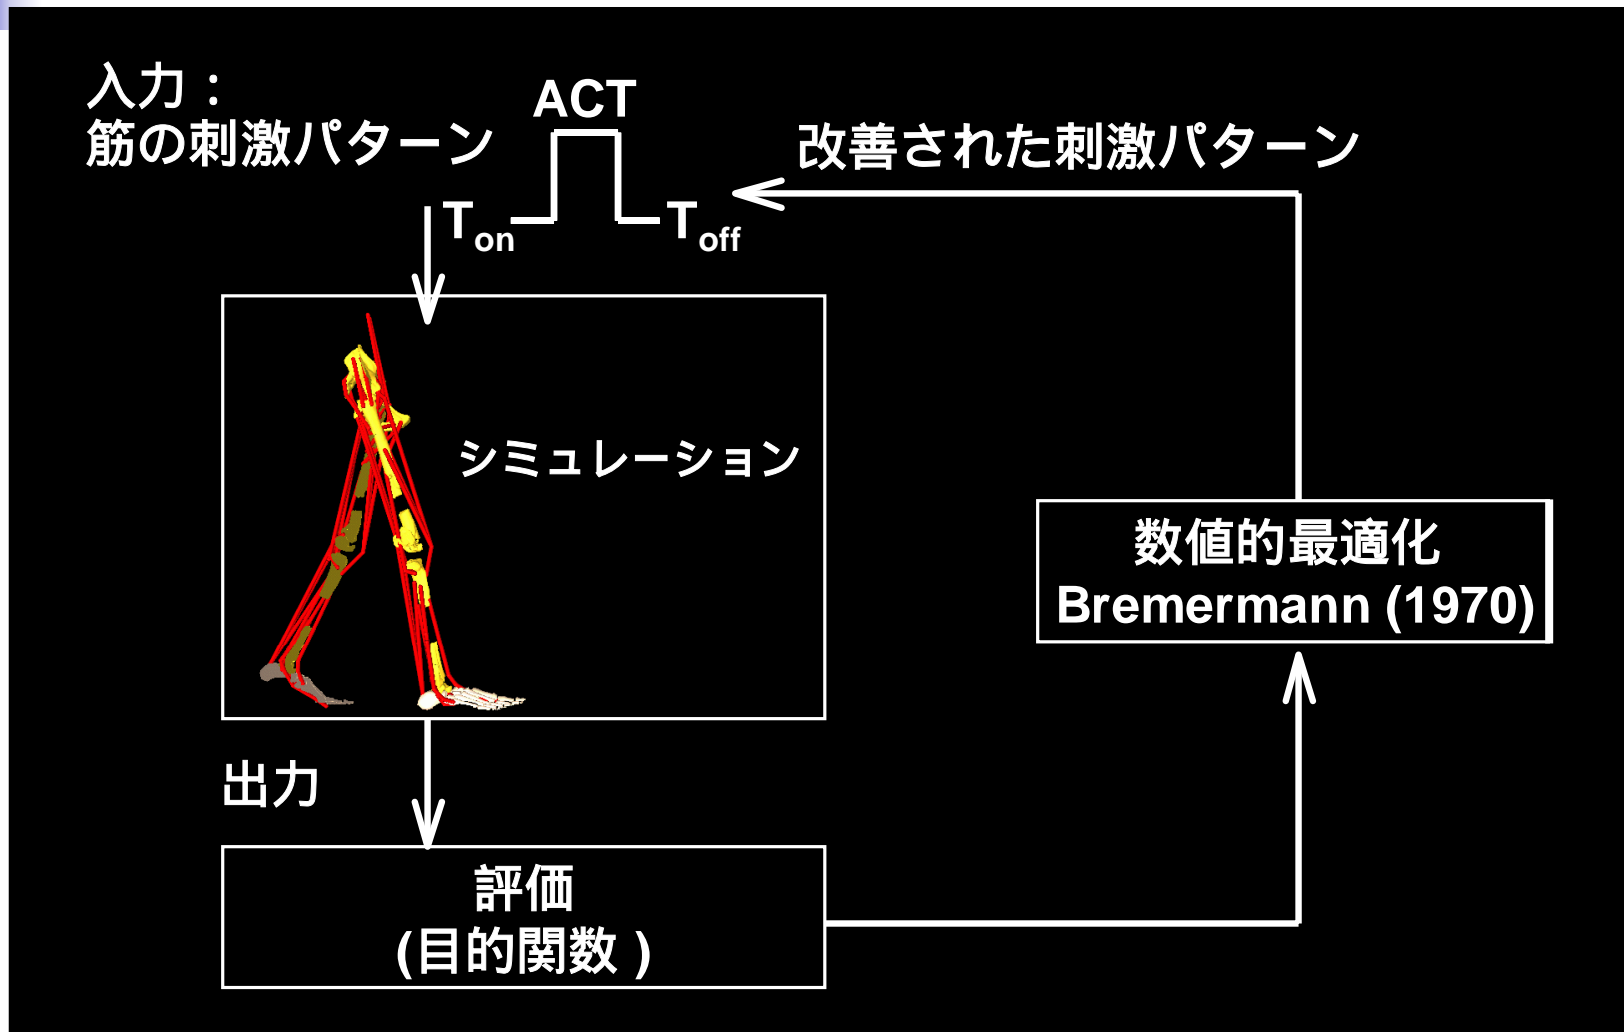 入力：
筋の刺激パターン
ACT
Ton
Toff
改善された刺激パターン
シミュレーション
数値的最適化
Bremermann (1970)
出力
評価
(目的関数 )